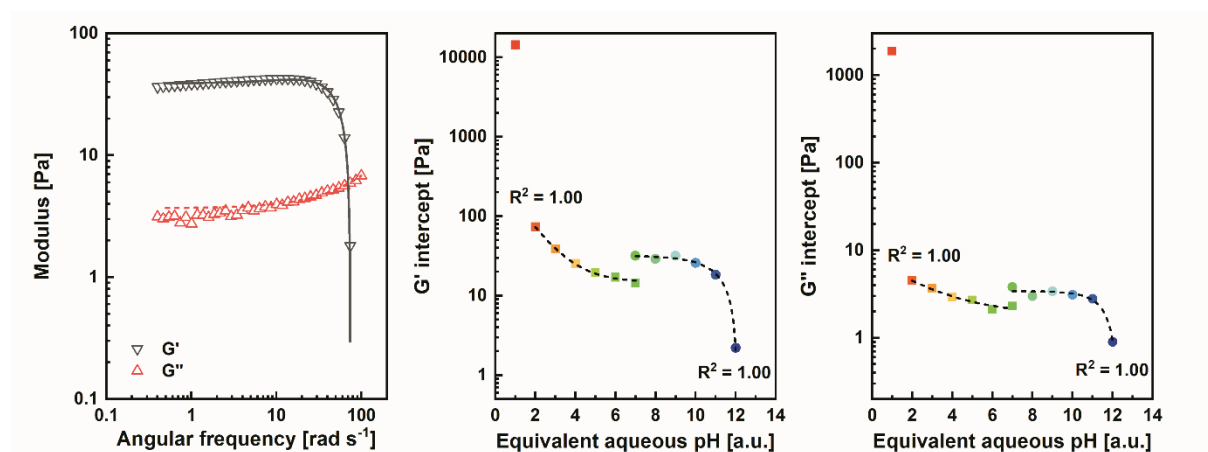 100
10
1
0.1
0.1
1
10
100
Modulus [Pa]
Angular frequency [rad s⁻¹]
G'
G"
10000
1000
100
10
1
0
2
4
6
8
10
12
14
G' intercept [Pa]
Equivalent aqueous pH [a.u.]
R² = 1.00
R² = 1.00
1000
100
10
1
0
2
4
6
8
10
12
14
G" intercept [Pa]
Equivalent aqueous pH [a.u.]
R² = 1.00
R² = 1.00